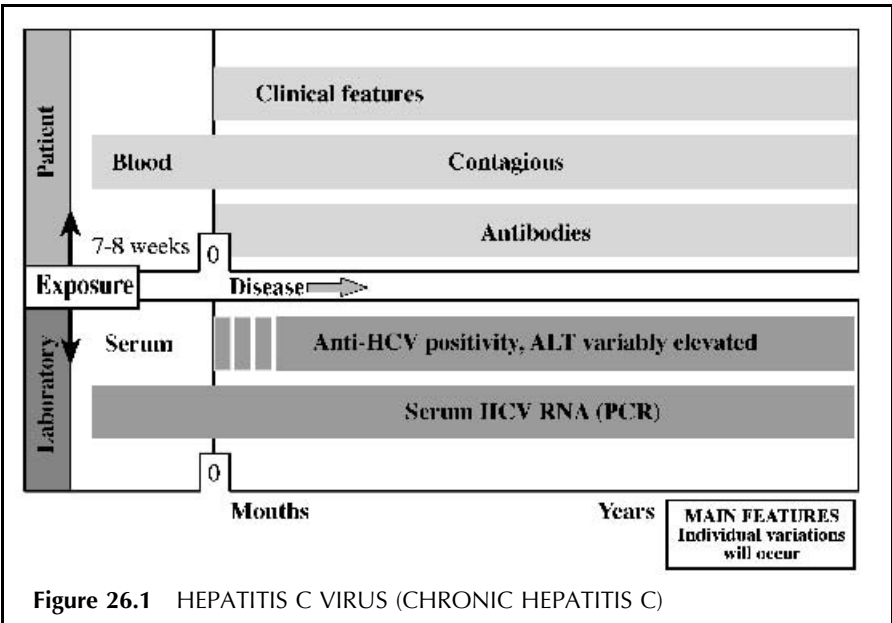 Patient
Clinical features
Blood
Contagious
Antibodies
7-8 weeks
0
Exposure
Disease
Laboratory
Serum
Anti-HCV positivity, ALT variably elevated
Serum HCV RNA (PCR)
0
Months
Years
MAIN FEATURES
Individual variations
will occur
Figure 26.1 HEPATITIS C VIRUS (CHRONIC HEPATITIS C)